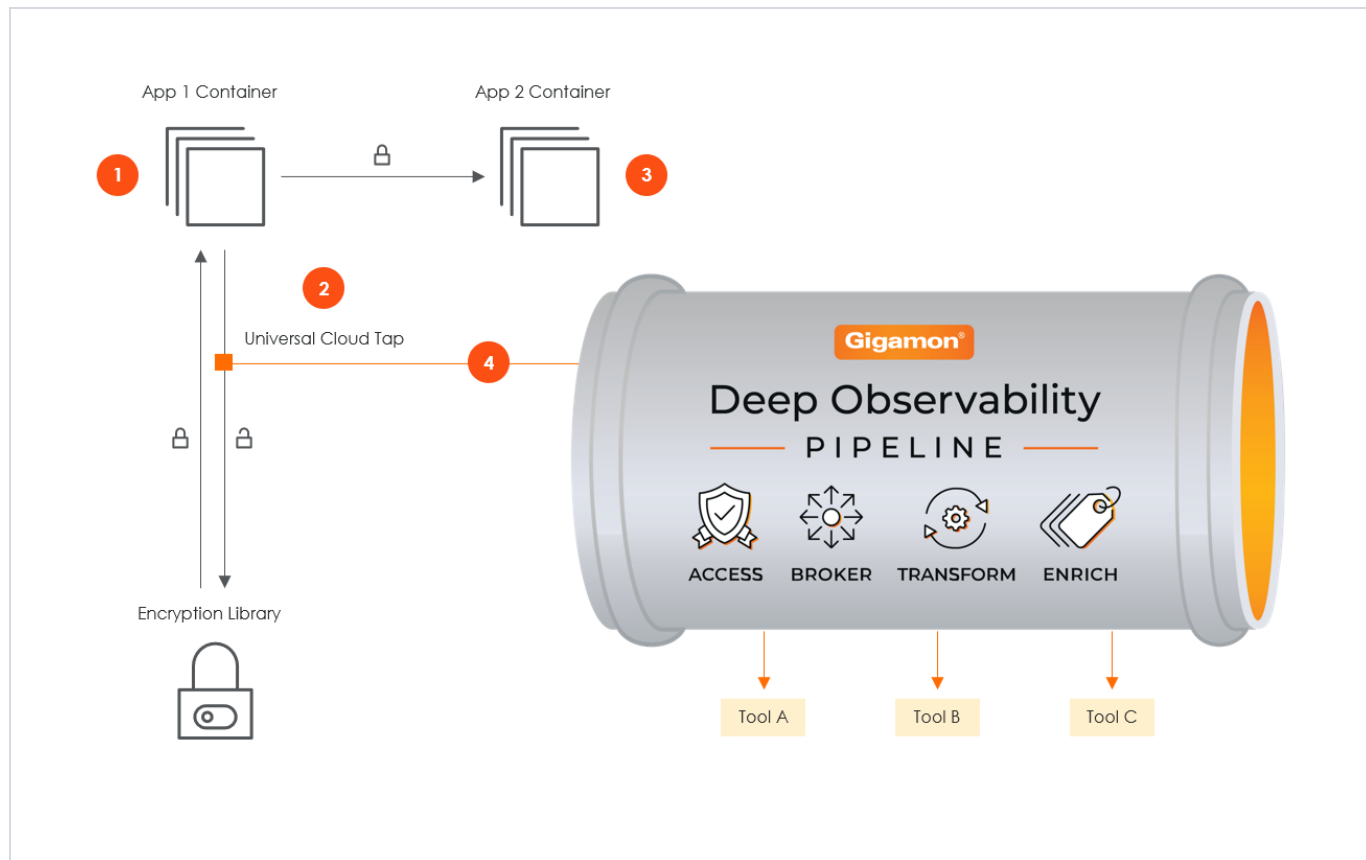 App 1 Container
App 2 Container
1
3
2
Universal Cloud Tap
4
Gigamon®
Deep Observability
PIPELINE
ACCESS
BROKER
TRANSFORM
ENRICH
Encryption Library
Tool A
Tool B
Tool C